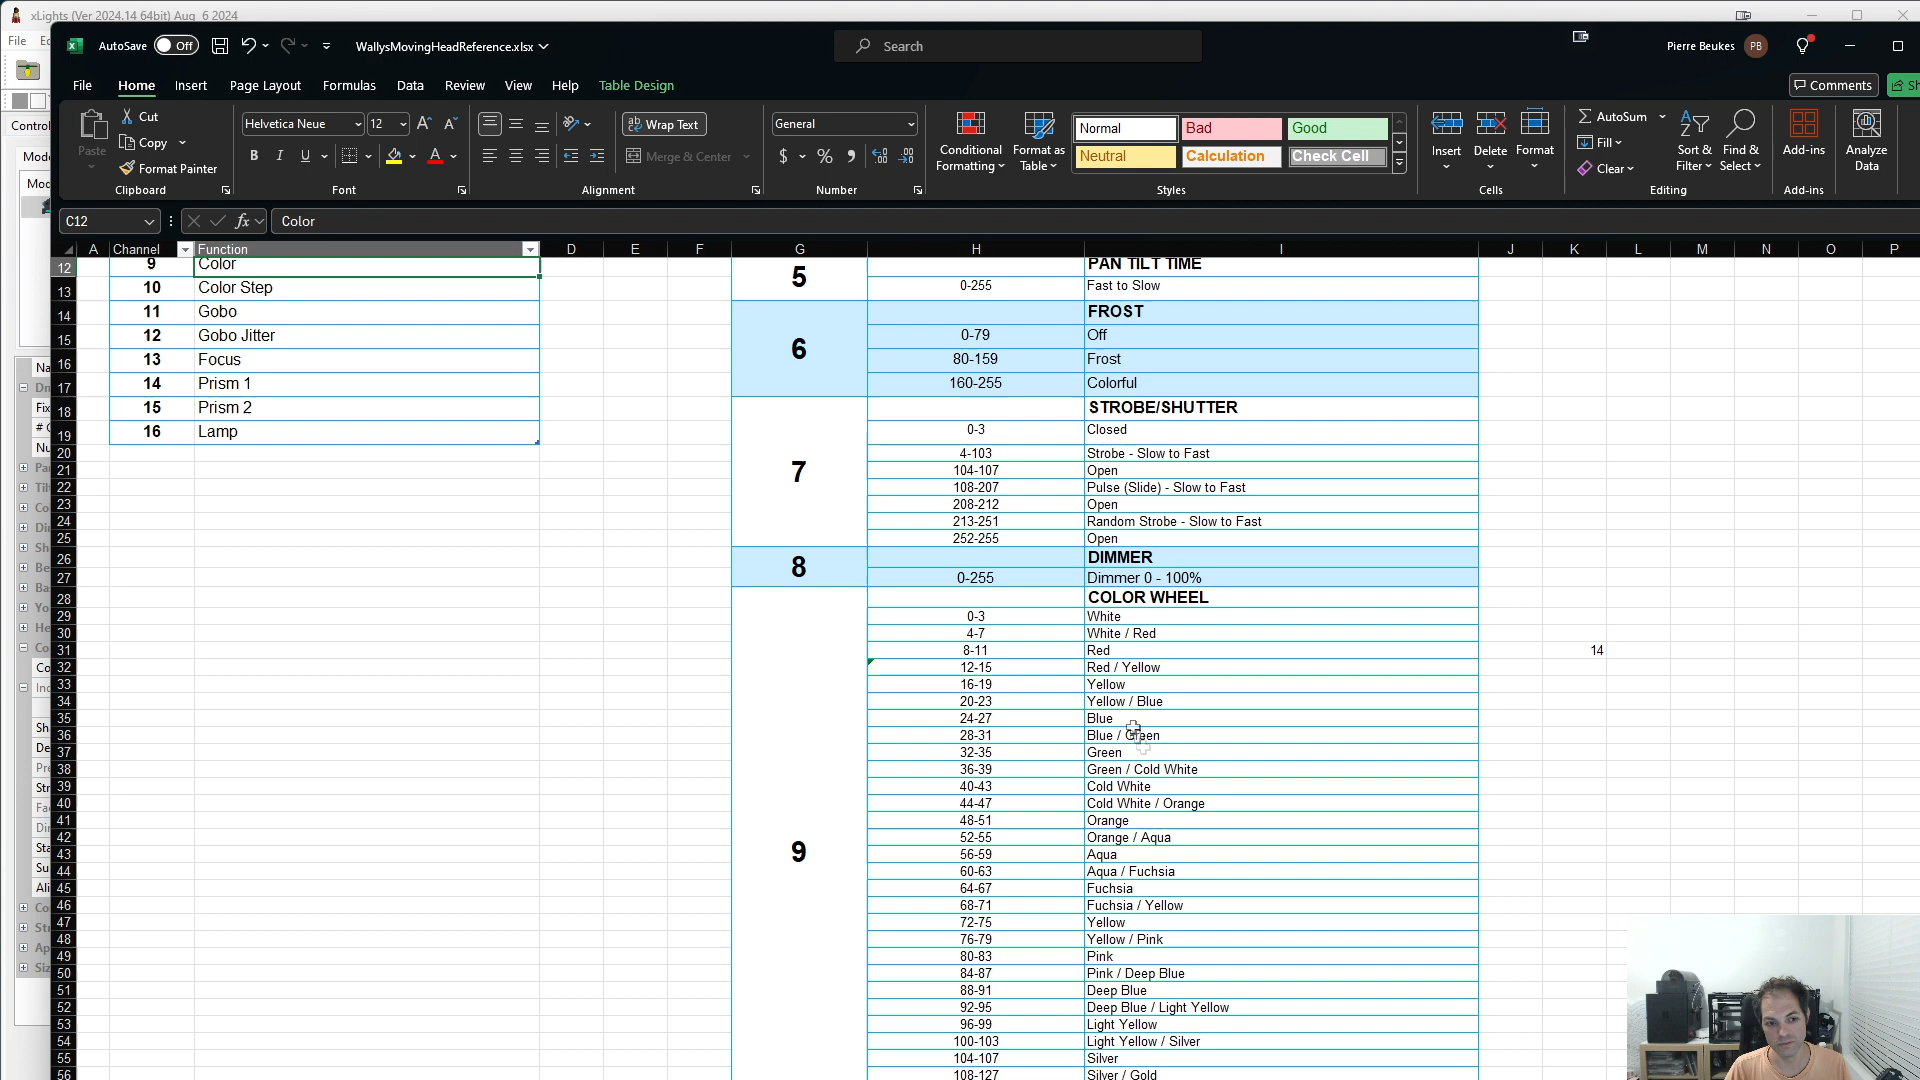 xLights (Ver 2024.14 64bit) Aug 6 2024
File
AutoSave Off
WallysMovingHeadReference.xlsx
Search
Pierre Beukes PB
File Home Insert Page Layout Formulas Data Review View Help Table Design
Comments
Paste
Cut
Copy
Format Painter
Clipboard
Helvetica Neue 12
B I U
Font
Wrap Text
Merge & Center
Alignment
General
$ %
Number
Conditional Formatting
Format as Table
Normal Bad Good
Neutral Calculation Check Cell
Styles
Insert Delete Format
Cells
AutoSum
Fill
Clear
Sort & Filter
Find & Select
Editing
Add-ins
Add-ins
Analyze Data
C12
fx
Color
A Channel Function D E F G H I J K L M N O P
12 9 Color 5 PAN TILT TIME
13 10 Color Step 0-255 Fast to Slow
14 11 Gobo FROST
15 12 Gobo Jitter 6 0-79 Off
16 13 Focus 80-159 Frost
17 14 Prism 1 160-255 Colorful
18 15 Prism 2 STROBE/SHUTTER
19 16 Lamp 0-3 Closed
20 4-103 Strobe - Slow to Fast
21 7 104-107 Open
22 108-207 Pulse (Slide) - Slow to Fast
23 208-212 Open
24 213-251 Random Strobe - Slow to Fast
25 252-255 Open
26 8 DIMMER
27 0-255 Dimmer 0 - 100%
28 COLOR WHEEL
29 0-3 White
30 4-7 White / Red
31 8-11 Red 14
32 12-15 Red / Yellow
33 16-19 Yellow
34 20-23 Yellow / Blue
35 24-27 Blue
36 28-31 Blue / Green
37 32-35 Green
38 36-39 Green / Cold White
39 40-43 Cold White
40 44-47 Cold White / Orange
41 48-51 Orange
42 52-55 Orange / Aqua
43 9 56-59 Aqua
44 60-63 Aqua / Fuchsia
45 64-67 Fuchsia
46 68-71 Fuchsia / Yellow
47 72-75 Yellow
48 76-79 Yellow / Pink
49 80-83 Pink
50 84-87 Pink / Deep Blue
51 88-91 Deep Blue
52 92-95 Deep Blue / Light Yellow
53 96-99 Light Yellow
54 100-103 Light Yellow / Silver
55 104-107 Silver
56 108-127 Silver / Gold